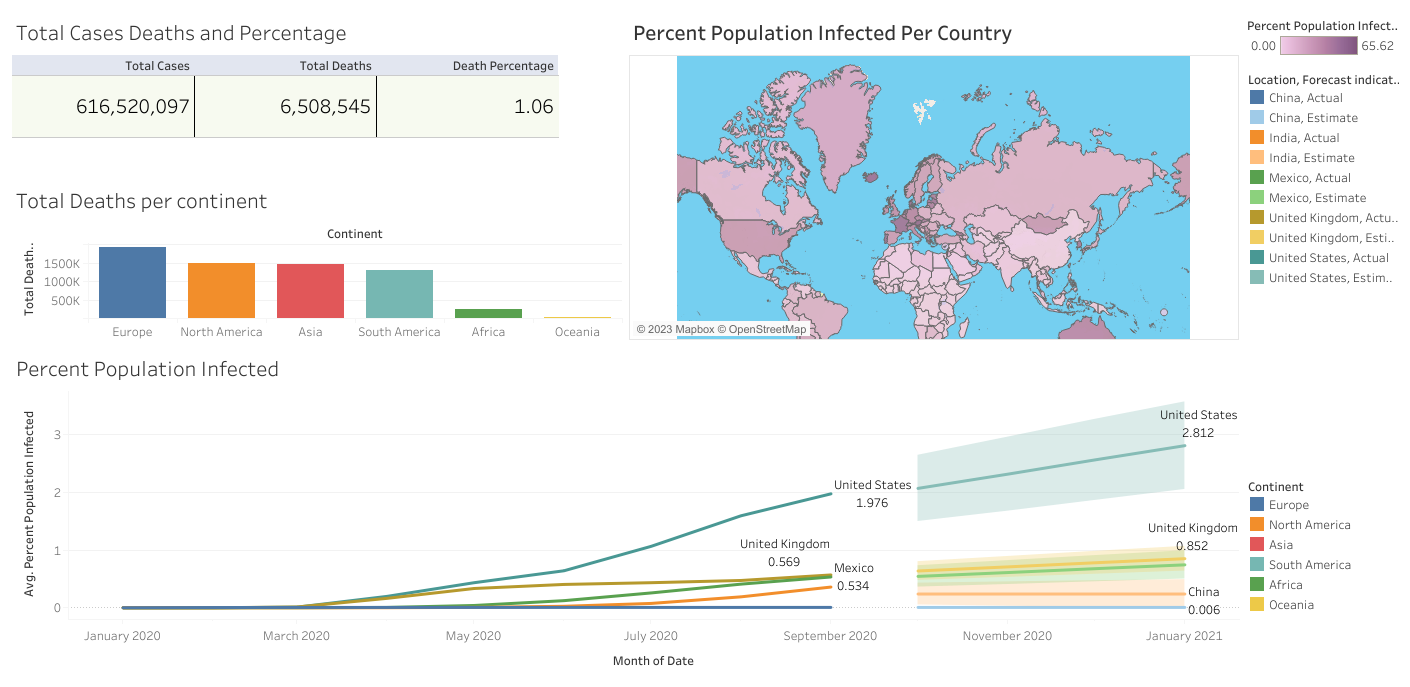 Total Cases Deaths and Percentage
Total Cases Total Deaths Death Percentage
616,520,097 6,508,545 1.06
Total Deaths per continent
Continent
Total Death..
1500K
1000K
500K
Europe North America Asia South America Africa Oceania
Percent Population Infected Per Country
© 2023 Mapbox © OpenStreetMap
Percent Population Infect..
0.00 65.62
Location, Forecast indicat..
China, Actual
China, Estimate
India, Actual
India, Estimate
Mexico, Actual
Mexico, Estimate
United Kingdom, Actu..
United Kingdom, Esti..
United States, Actual
United States, Estim..
Percent Population Infected
Avg. Percent Population Infected
3
2
1
0
United States
1.976
United Kingdom
0.569
Mexico
0.534
United States
2.812
United Kingdom
0.852
China
0.006
January 2020 March 2020 May 2020 July 2020 September 2020 November 2020 January 2021
Month of Date
Continent
Europe
North America
Asia
South America
Africa
Oceania